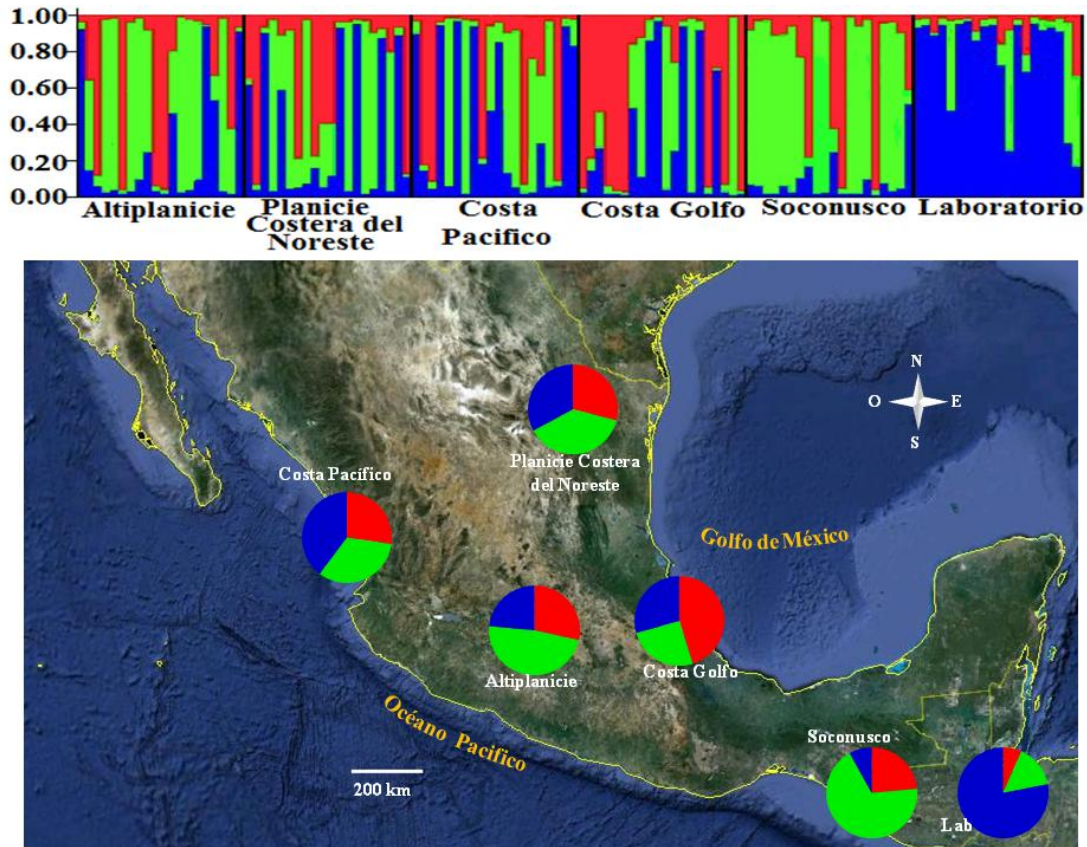 1.00
0.80
0.60
0.40
0.20
0.00
Altiplanicie
Planicie
Costera del
Noreste
Costa
Pacifico
Costa Golfo
Soconusco
Laboratorio
N
O E
S
Costa Pacífico
Planicie Costera
del Noreste
Golfo de México
Altiplanicie
Costa Golfo
Océano Pacifico
Soconusco
200 km
Lab